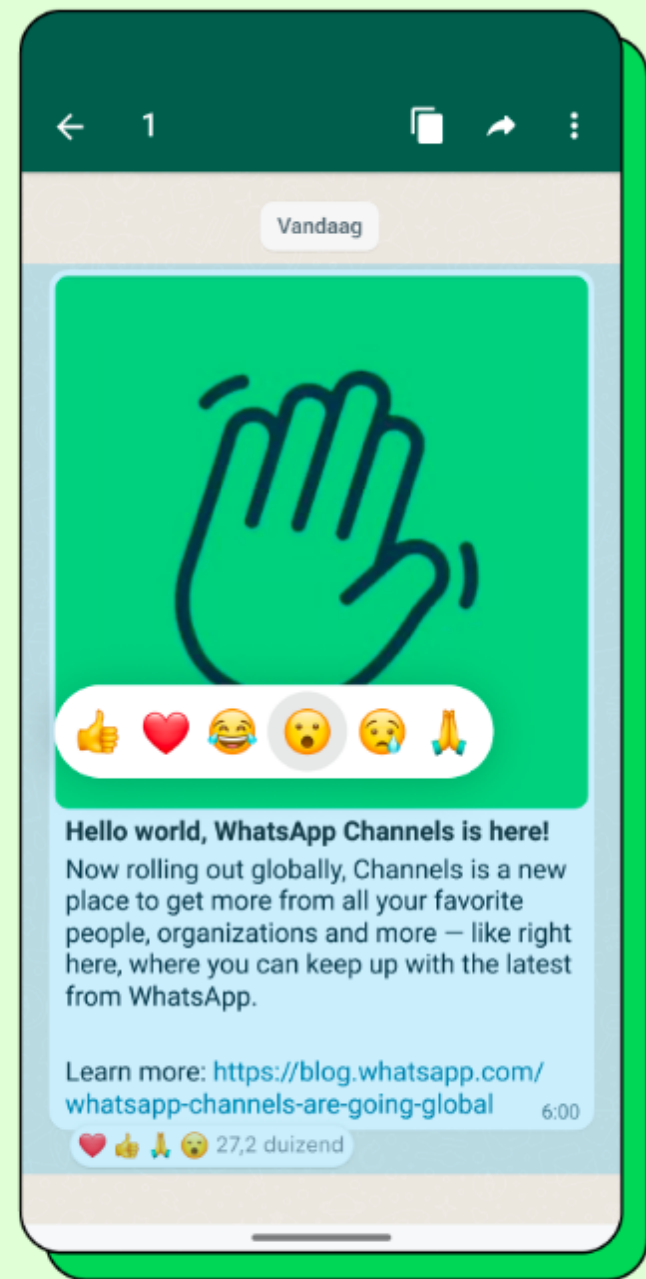 1
Vandaag
Hello world, WhatsApp Channels is here!
Now rolling out globally, Channels is a new
place to get more from all your favorite
people, organizations and more — like right
here, where you can keep up with the latest
from WhatsApp.
Learn more: https://blog.whatsapp.com/
whatsapp-channels-are-going-global
6:00
27,2 duizend